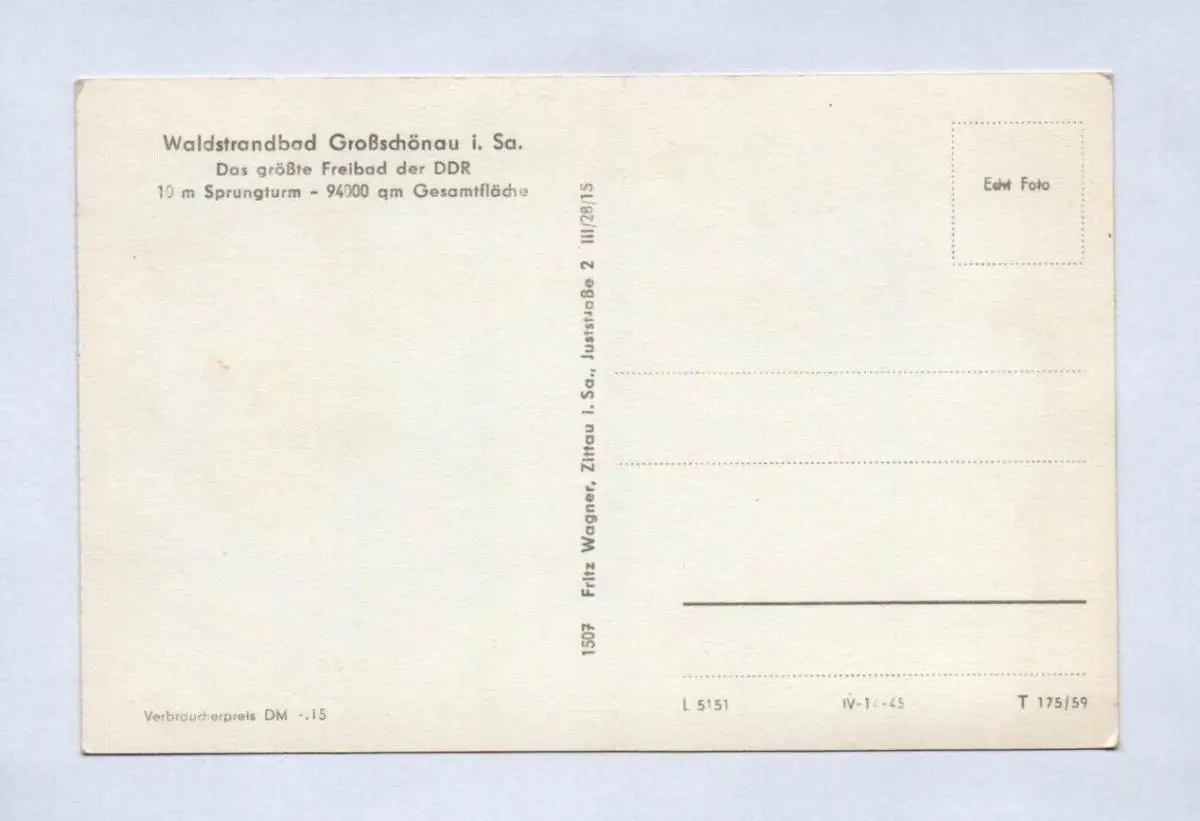 Waldstrandbad Großschönau i. Sa.
Das größte Freibad der DDR
10 m Sprungturm – 94000 qm Gesamtfläche
Echt Foto
1507 Fritz Wagner, Zittau i. Sa., Juststraße 2 III/28/15
Verbraucherpreis DM -.15
L 5151
T 175/59